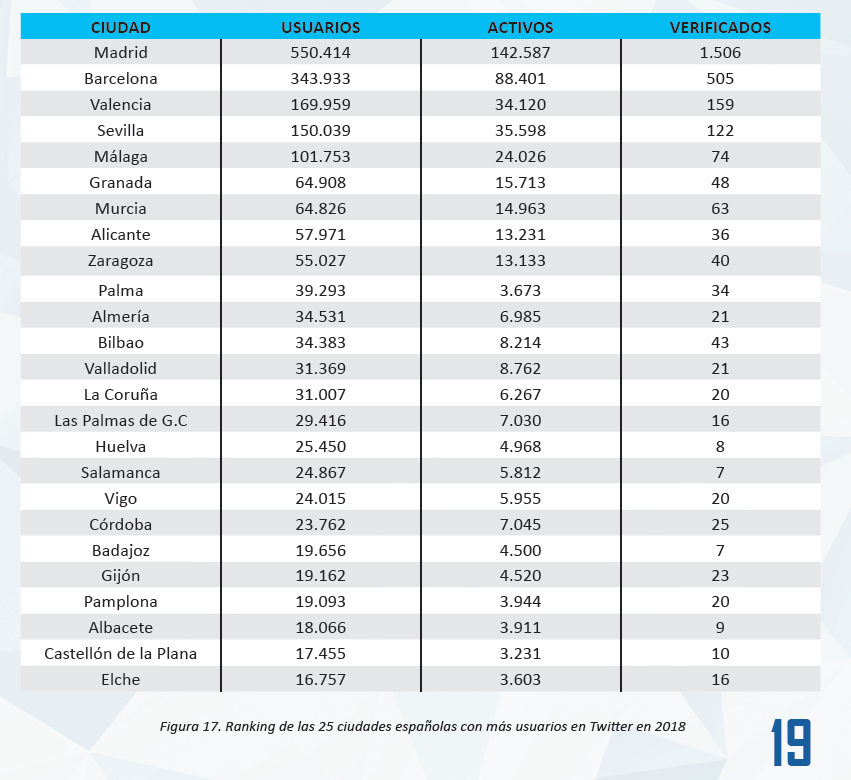 CIUDAD USUARIOS ACTIVOS VERIFICADOS
Madrid 550.414 142.587 1.506
Barcelona 343.933 88.401 505
Valencia 169.959 34.120 159
Sevilla 150.039 35.598 122
Málaga 101.753 24.026 74
Granada 64.908 15.713 48
Murcia 64.826 14.963 63
Alicante 57.971 13.231 36
Zaragoza 55.027 13.133 40
Palma 39.293 3.673 34
Almería 34.531 6.985 21
Bilbao 34.383 8.214 43
Valladolid 31.369 8.762 21
La Coruña 31.007 6.267 20
Las Palmas de G.C 29.416 7.030 16
Huelva 25.450 4.968 8
Salamanca 24.867 5.812 7
Vigo 24.015 5.955 20
Córdoba 23.762 7.045 25
Badajoz 19.656 4.500 7
Gijón 19.162 4.520 23
Pamplona 19.093 3.944 20
Albacete 18.066 3.911 9
Castellón de la Plana 17.455 3.231 10
Elche 16.757 3.603 16
Figura 17. Ranking de las 25 ciudades españolas con más usuarios en Twitter en 2018
19